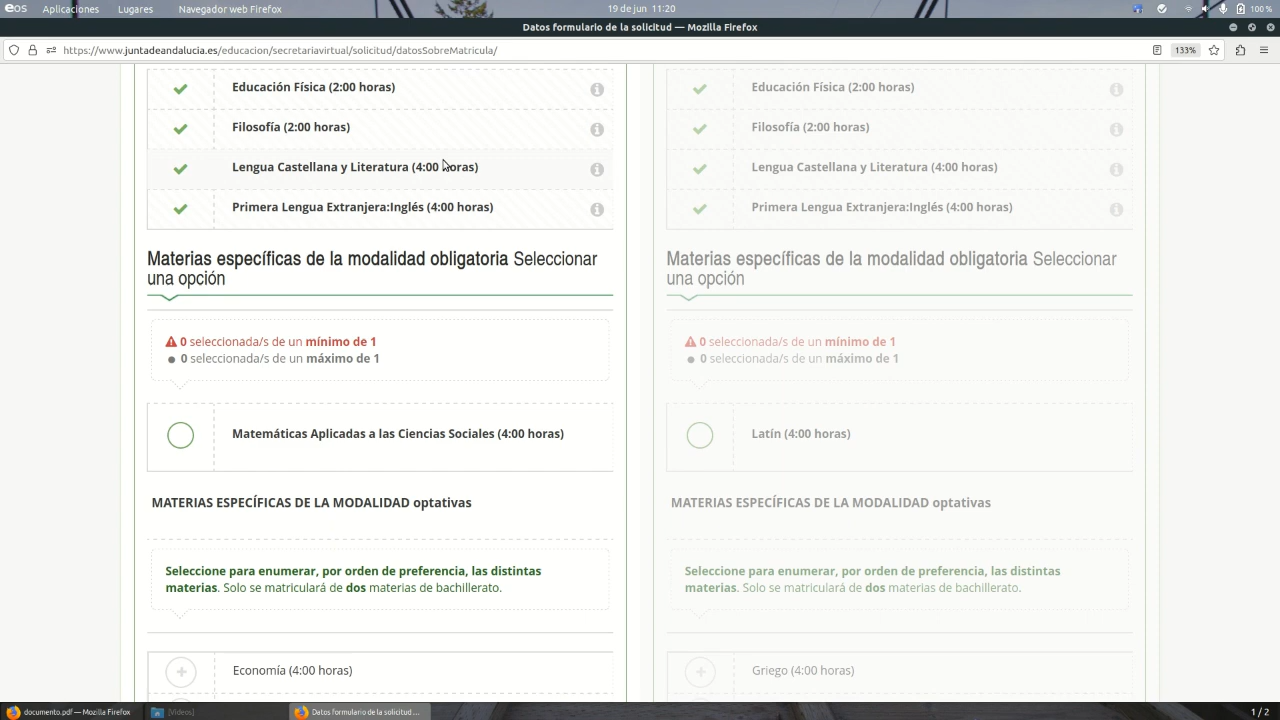 eos Aplicaciones Lugares Navegador web Firefox 19 de jun 11:20 100 %
Datos formulario de la solicitud — Mozilla Firefox
https://www.juntadeandalucia.es/educacion/secretariavirtual/solicitud/datosSobreMatricula/ 133%
Educación Física (2:00 horas)
Filosofía (2:00 horas)
Lengua Castellana y Literatura (4:00 horas)
Primera Lengua Extranjera:Inglés (4:00 horas)
Materias específicas de la modalidad obligatoria Seleccionar
una opción
0 seleccionada/s de un mínimo de 1
0 seleccionada/s de un máximo de 1
Matemáticas Aplicadas a las Ciencias Sociales (4:00 horas)
MATERIAS ESPECÍFICAS DE LA MODALIDAD optativas
Seleccione para enumerar, por orden de preferencia, las distintas
materias. Solo se matriculará de dos materias de bachillerato.
Economía (4:00 horas)
Educación Física (2:00 horas)
Filosofía (2:00 horas)
Lengua Castellana y Literatura (4:00 horas)
Primera Lengua Extranjera:Inglés (4:00 horas)
Materias específicas de la modalidad obligatoria Seleccionar
una opción
0 seleccionada/s de un mínimo de 1
0 seleccionada/s de un máximo de 1
Latín (4:00 horas)
MATERIAS ESPECÍFICAS DE LA MODALIDAD optativas
Seleccione para enumerar, por orden de preferencia, las distintas
materias. Solo se matriculará de dos materias de bachillerato.
Griego (4:00 horas)
documento.pdf — Mozilla Firefox [Vídeos] Datos formulario de la solicitud ... 1 / 2